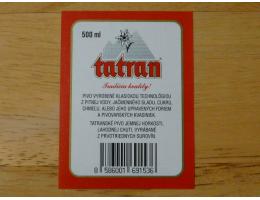 500 ml
tatran
Tradícia kvality!
PIVO VYROBENÉ KLASICKOU TECHNOLÓGIOU
Z PITNEJ VODY, JAČMENNÉHO SLADU, CUKRU,
CHMEĽU, ALEBO JEHO UPRAVENÝCH FORIEM
A PIVOVARSKÝCH KVASINIEK.
TATRANSKÉ PIVO JEMNEJ HORKOSTI,
LAHODNEJ CHUTI, VYRÁBANÉ
Z PRVOTRIEDNYCH SUROVÍN
8 586001 691536